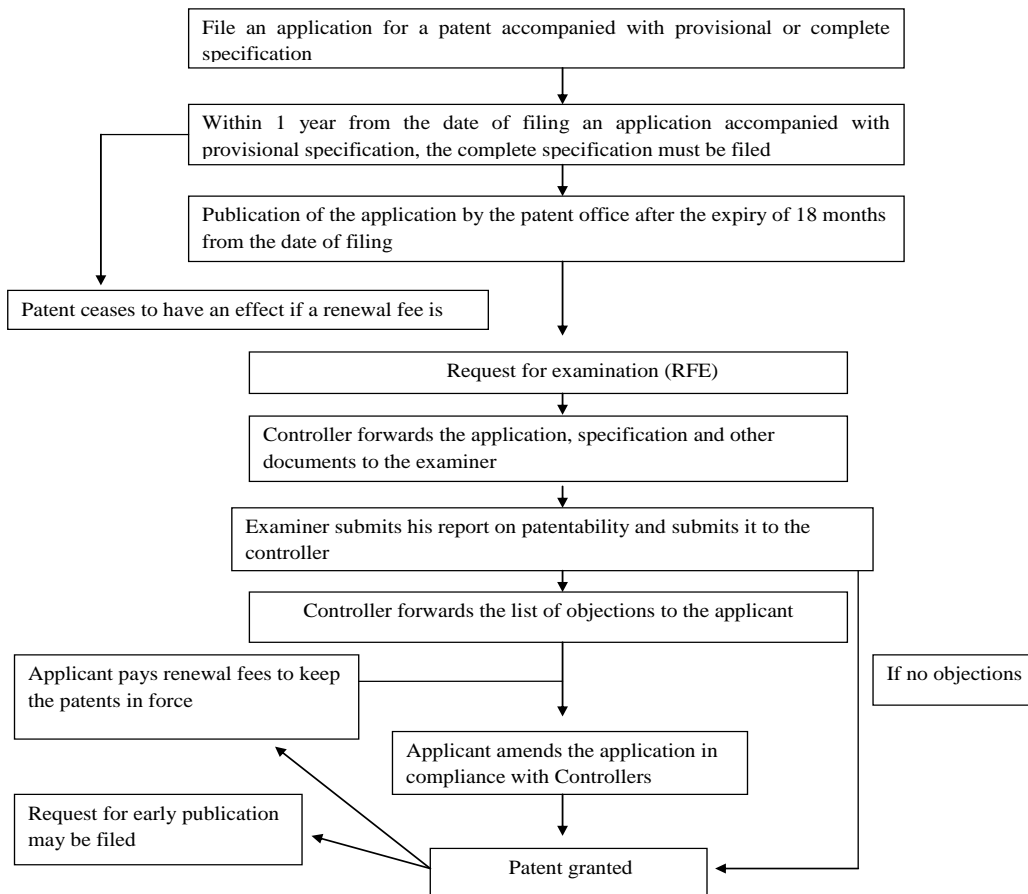 File an application for a patent accompanied with provisional or complete
specification
Within 1 year from the date of filing an application accompanied with
provisional specification, the complete specification must be filed
Publication of the application by the patent office after the expiry of 18 months
from the date of filing
Patent ceases to have an effect if a renewal fee is
Request for examination (RFE)
Controller forwards the application, specification and other
documents to the examiner
Examiner submits his report on patentability and submits it to the
controller
Controller forwards the list of objections to the applicant
Applicant pays renewal fees to keep
the patents in force
If no objections
Applicant amends the application in
compliance with Controllers
Request for early publication
may be filed
Patent granted